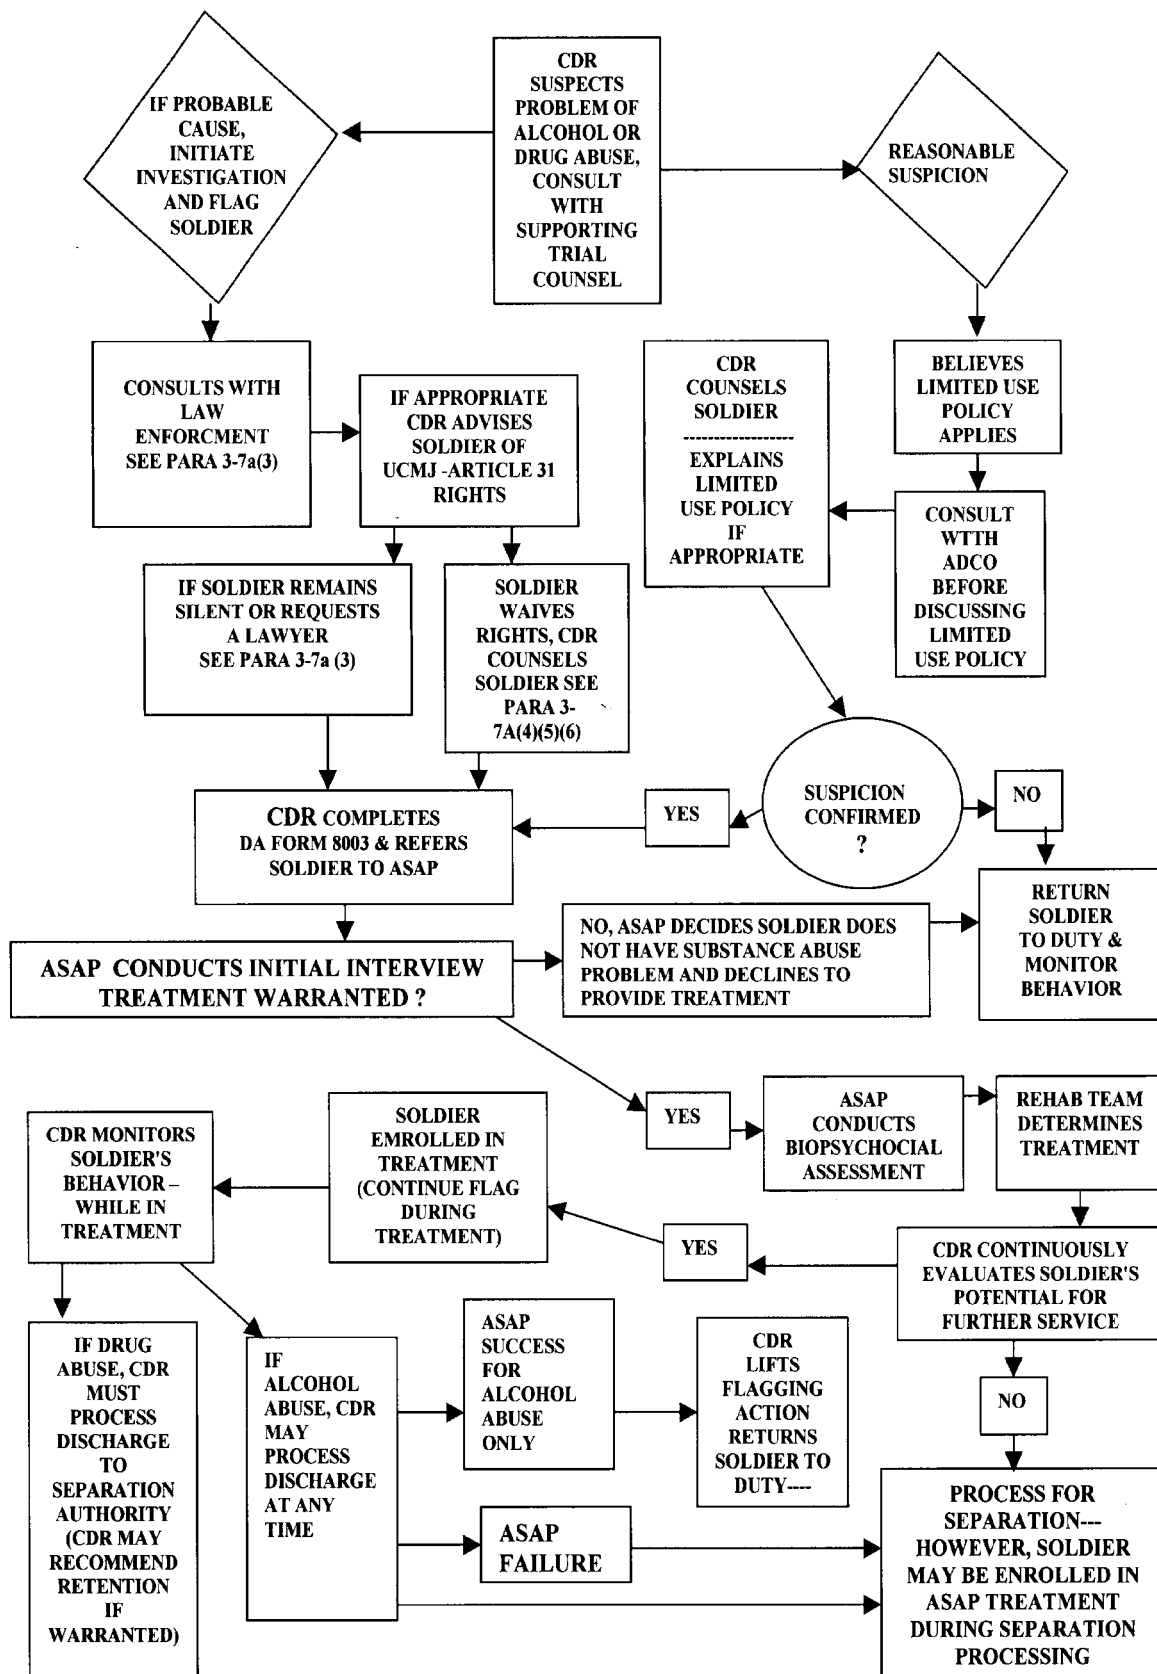 CDR
SUSPECTS
PROBLEM OF
ALCOHOL OR
DRUG ABUSE,
CONSULT
WITH
SUPPORTING
TRIAL
COUNSEL
IF PROBABLE
CAUSE,
INITIATE
INVESTIGATION
AND FLAG
SOLDIER
REASONABLE
SUSPICION
CONSULTS WITH
LAW
ENFORCMENT
SEE PARA 3-7a(3)
IF APPROPRIATE
CDR ADVISES
SOLDIER OF
UCMJ -ARTICLE 31
RIGHTS
CDR
COUNSELS
SOLDIER
------------------
EXPLAINS
LIMITED
USE POLICY
IF
APPROPRIATE
BELIEVES
LIMITED USE
POLICY
APPLIES
CONSULT
WTTH
ADCO
BEFORE
DISCUSSING
LIMITED
USE POLICY
IF SOLDIER REMAINS
SILENT OR REQUESTS
A LAWYER
SEE PARA 3-7a (3)
SOLDIER
WAIVES
RIGHTS, CDR
COUNSELS
SOLDIER SEE
PARA 3-
7A(4)(5)(6)
CDR COMPLETES
DA FORM 8003 & REFERS
SOLDIER TO ASAP
YES
SUSPICION
CONFIRMED
?
NO
RETURN
SOLDIER
TO DUTY &
MONITOR
BEHAVIOR
ASAP CONDUCTS INITIAL INTERVIEW
TREATMENT WARRANTED ?
NO, ASAP DECIDES SOLDIER DOES
NOT HAVE SUBSTANCE ABUSE
PROBLEM AND DECLINES TO
PROVIDE TREATMENT
YES
ASAP
CONDUCTS
BIOPSYCHOCIAL
ASSESSMENT
REHAB TEAM
DETERMINES
TREATMENT
CDR MONITORS
SOLDIER'S
BEHAVIOR –
WHILE IN
TREATMENT
SOLDIER
EMROLLED IN
TREATMENT
(CONTINUE FLAG
DURING
TREATMENT)
YES
CDR CONTINUOUSLY
EVALUATES SOLDIER'S
POTENTIAL FOR
FURTHER SERVICE
NO
IF DRUG
ABUSE, CDR
MUST
PROCESS
DISCHARGE
TO
SEPARATION
AUTHORITY
(CDR MAY
RECOMMEND
RETENTION
IF
WARRANTED)
IF
ALCOHOL
ABUSE, CDR
MAY
PROCESS
DISCHARGE
AT ANY
TIME
ASAP
SUCCESS
FOR
ALCOHOL
ABUSE
ONLY
CDR
LIFTS
FLAGGING
ACTION
RETURNS
SOLDIER TO
DUTY----
ASAP
FAILURE
PROCESS FOR
SEPARATION---
HOWEVER, SOLDIER
MAY BE ENROLLED IN
ASAP TREATMENT
DURING SEPARATION
PROCESSING